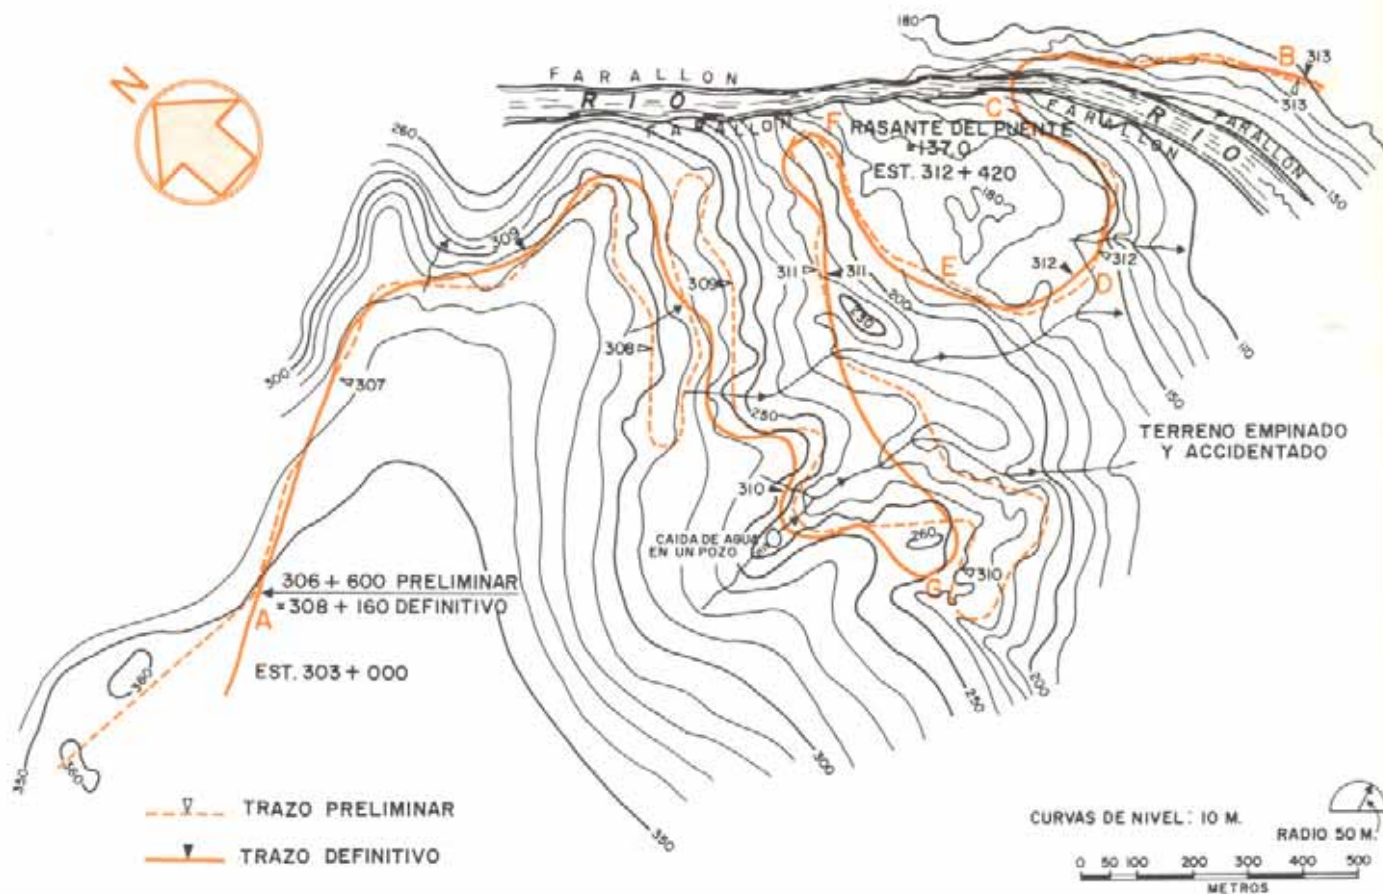 N
180
B
313
313
FARALLON
RIO
FARALLON
F
C
FARALLON
RIO
FARALLON
130
260
RASANTE DEL PUENTE
=137.0
EST. 312 + 420
180
309
311
311
E
312
312
D
309
200
230
308
110
300
307
250
150
TERRENO EMPINADO
Y ACCIDENTADO
310
CAIDA DE AGUA
EN UN POZO
260
310
G
306 + 600 PRELIMINAR
= 308 + 160 DEFINITIVO
A
EST. 303 + 000
360
360
350
200
250
300
350
TRAZO PRELIMINAR
TRAZO DEFINITIVO
CURVAS DE NIVEL: 10 M.
RADIO 50 M.
0 50 100 200 300 400 500
METROS